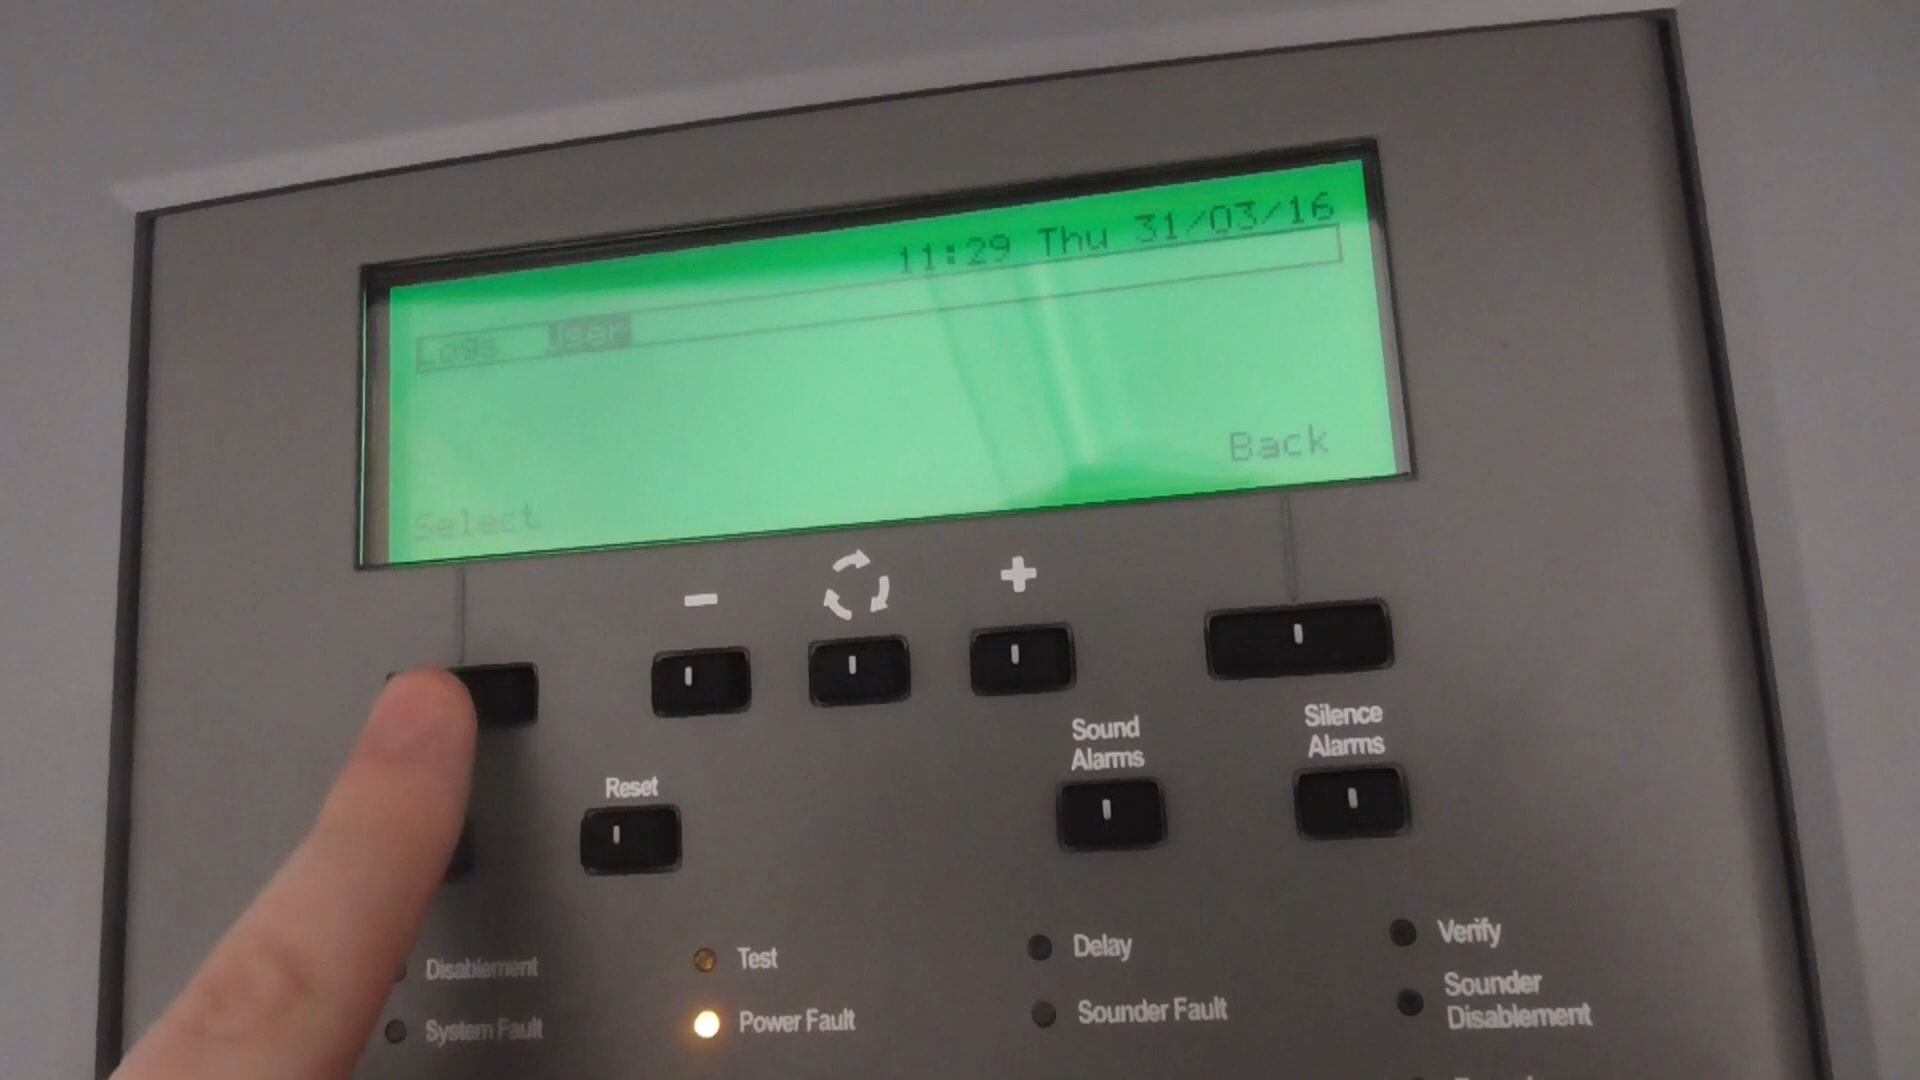 11:29 Thu 31/03/16
Logs User
Back
Select
Sound Alarms
Silence Alarms
Reset
Disablement
Test
Delay
Verify
System Fault
Power Fault
Sounder Fault
Sounder Disablement